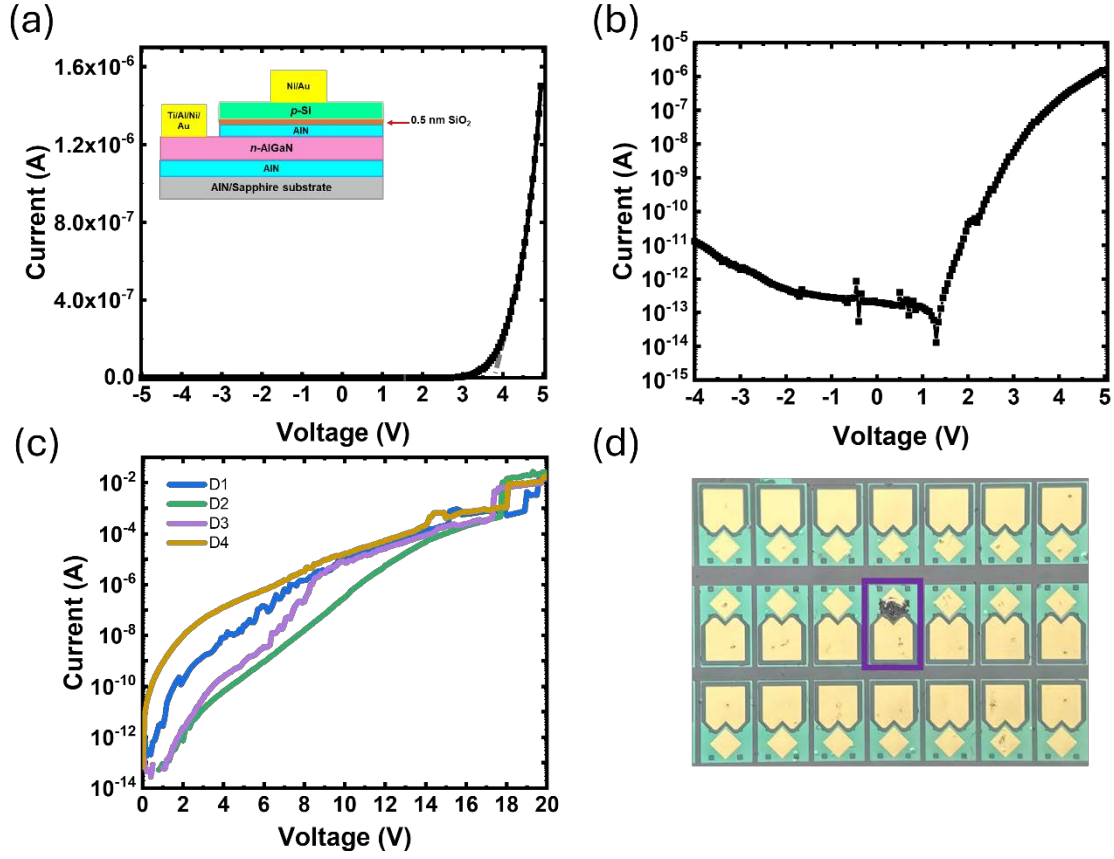 (a)
1.6x10⁻⁶
1.2x10⁻⁶
8.0x10⁻⁷
4.0x10⁻⁷
0.0
Current (A)
-5 -4 -3 -2 -1 0 1 2 3 4 5
Voltage (V)
Ni/Au
Ti/Al/Ni/
Au
p-Si
0.5 nm SiO₂
AlN
n-AlGaN
AlN
AlN/Sapphire substrate
(b)
10⁻⁵
10⁻⁶
10⁻⁷
10⁻⁸
10⁻⁹
10⁻¹⁰
10⁻¹¹
10⁻¹²
10⁻¹³
10⁻¹⁴
10⁻¹⁵
Current (A)
-4 -3 -2 -1 0 1 2 3 4 5
Voltage (V)
(c)
10⁻²
10⁻⁴
10⁻⁶
10⁻⁸
10⁻¹⁰
10⁻¹²
10⁻¹⁴
Current (A)
D1
D2
D3
D4
0 2 4 6 8 10 12 14 16 18 20
Voltage (V)
(d)